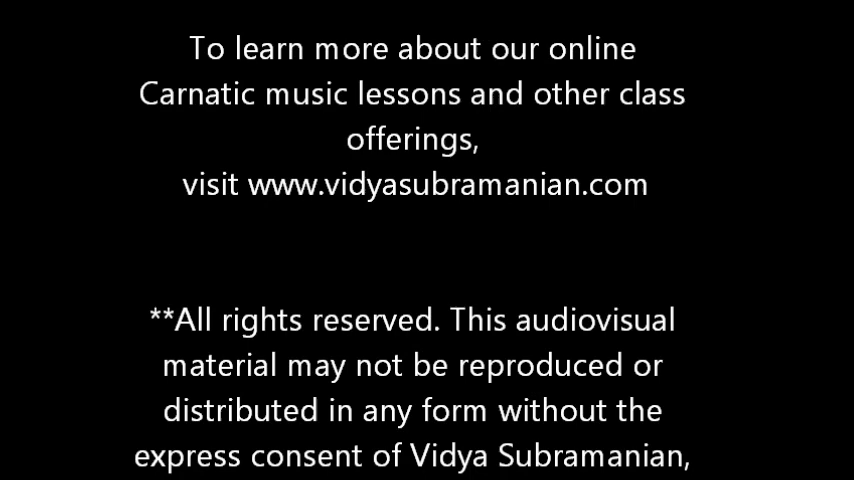 To learn more about our online
Carnatic music lessons and other class
offerings,
visit www.vidyasubramanian.com
**All rights reserved. This audiovisual
material may not be reproduced or
distributed in any form without the
express consent of Vidya Subramanian,